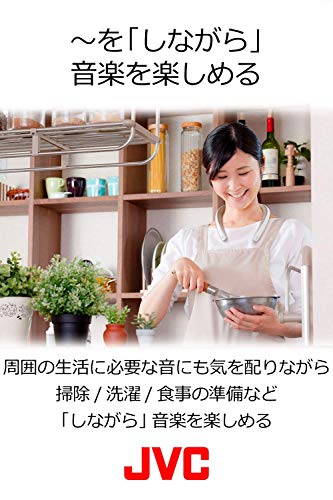 ～を「しながら」
音楽を楽しめる
周囲の生活に必要な音にも気を配りながら
掃除 / 洗濯 / 食事の準備など
「しながら」音楽を楽しめる
JVC